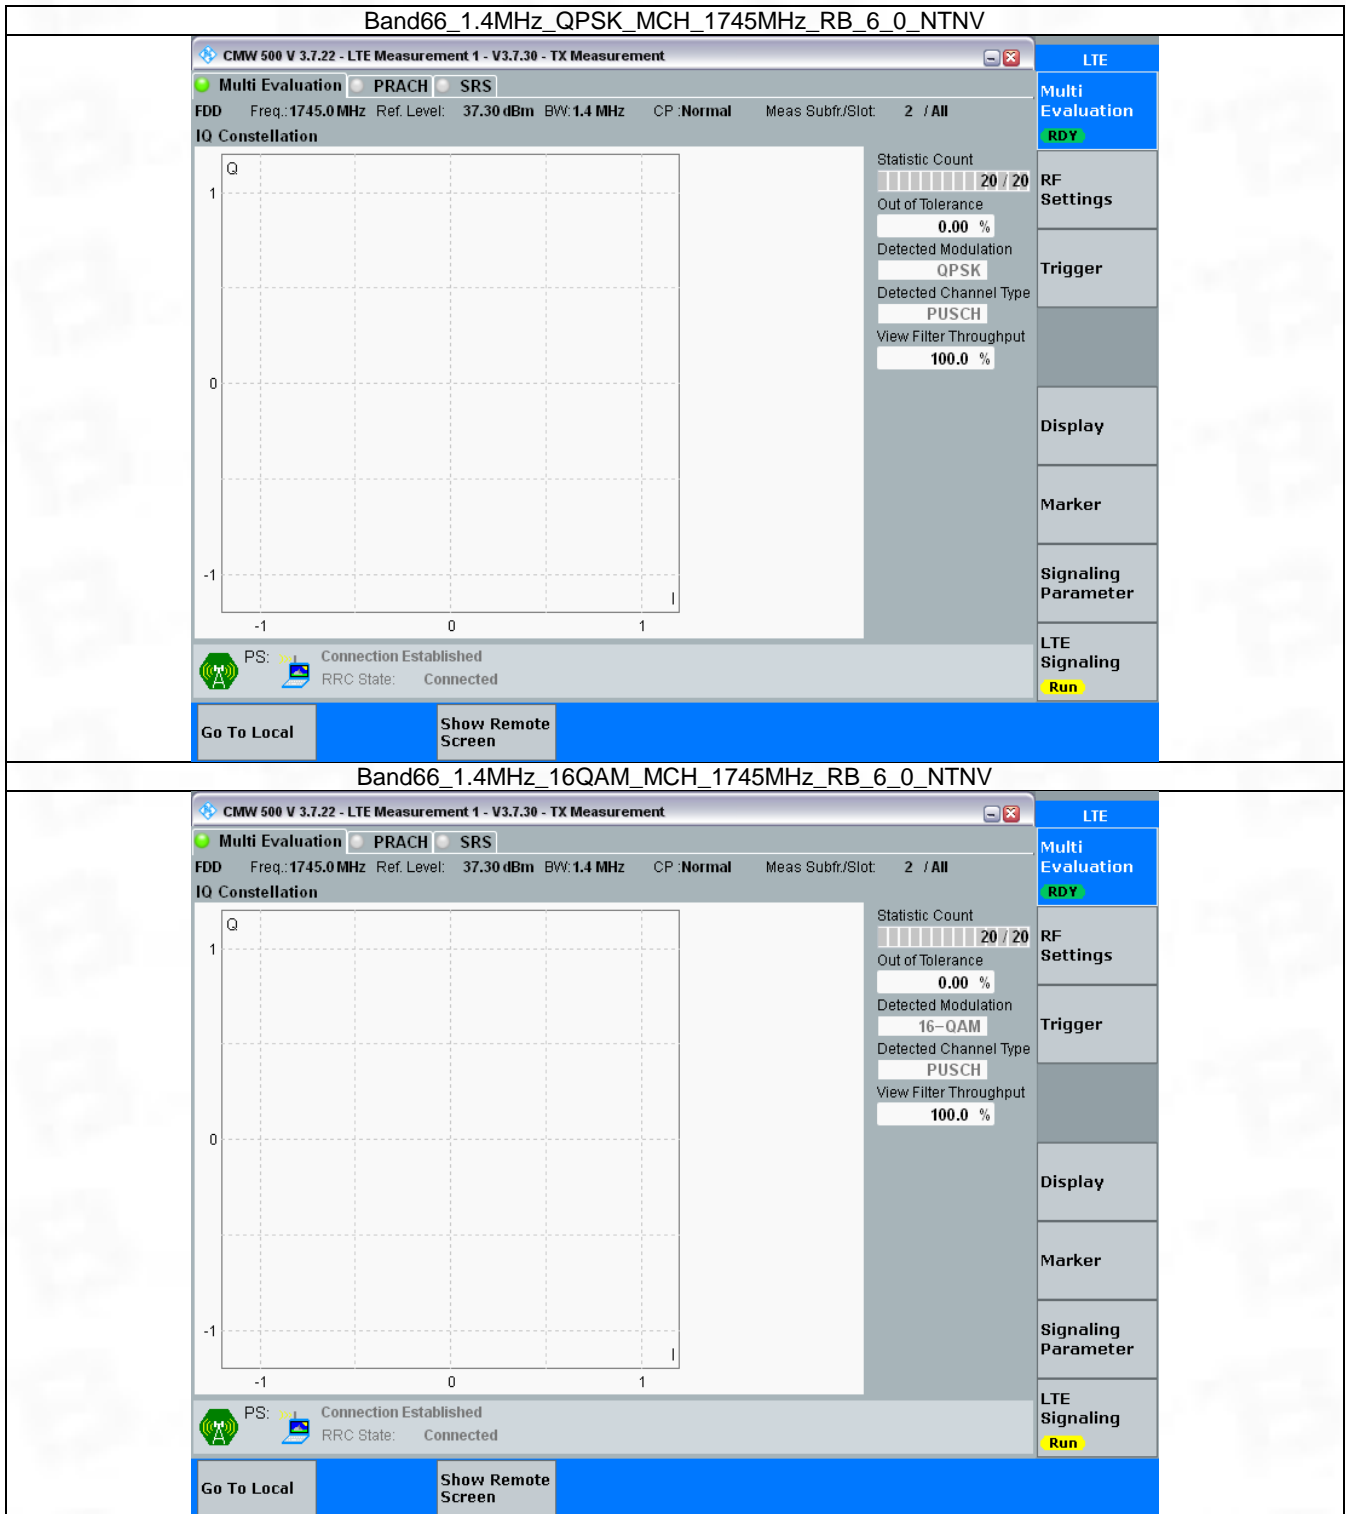 Band66_1.4MHz_QPSK_MCH_1745MHz_RB_6_0_NTNV
CMW 500 V 3.7.22 - LTE Measurement 1 - V3.7.30 - TX Measurement
LTE
Multi Evaluation PRACH SRS
Multi
Evaluation
RDY
FDD Freq.: 1745.0 MHz Ref. Level: 37.30 dBm BW: 1.4 MHz CP : Normal Meas Subfr./Slot: 2 / All
IQ Constellation
Q
1
0
-1
I
-1 0 1
Statistic Count
20 / 20
Out of Tolerance
0.00 %
Detected Modulation
QPSK
Detected Channel Type
PUSCH
View Filter Throughput
100.0 %
RF
Settings
Trigger
Display
Marker
Signaling
Parameter
LTE
Signaling
Run
PS: Connection Established
RRC State: Connected
Go To Local
Show Remote
Screen
Band66_1.4MHz_16QAM_MCH_1745MHz_RB_6_0_NTNV
CMW 500 V 3.7.22 - LTE Measurement 1 - V3.7.30 - TX Measurement
LTE
Multi Evaluation PRACH SRS
Multi
Evaluation
RDY
FDD Freq.: 1745.0 MHz Ref. Level: 37.30 dBm BW: 1.4 MHz CP : Normal Meas Subfr./Slot: 2 / All
IQ Constellation
Q
1
0
-1
I
-1 0 1
Statistic Count
20 / 20
Out of Tolerance
0.00 %
Detected Modulation
16-QAM
Detected Channel Type
PUSCH
View Filter Throughput
100.0 %
RF
Settings
Trigger
Display
Marker
Signaling
Parameter
LTE
Signaling
Run
PS: Connection Established
RRC State: Connected
Go To Local
Show Remote
Screen